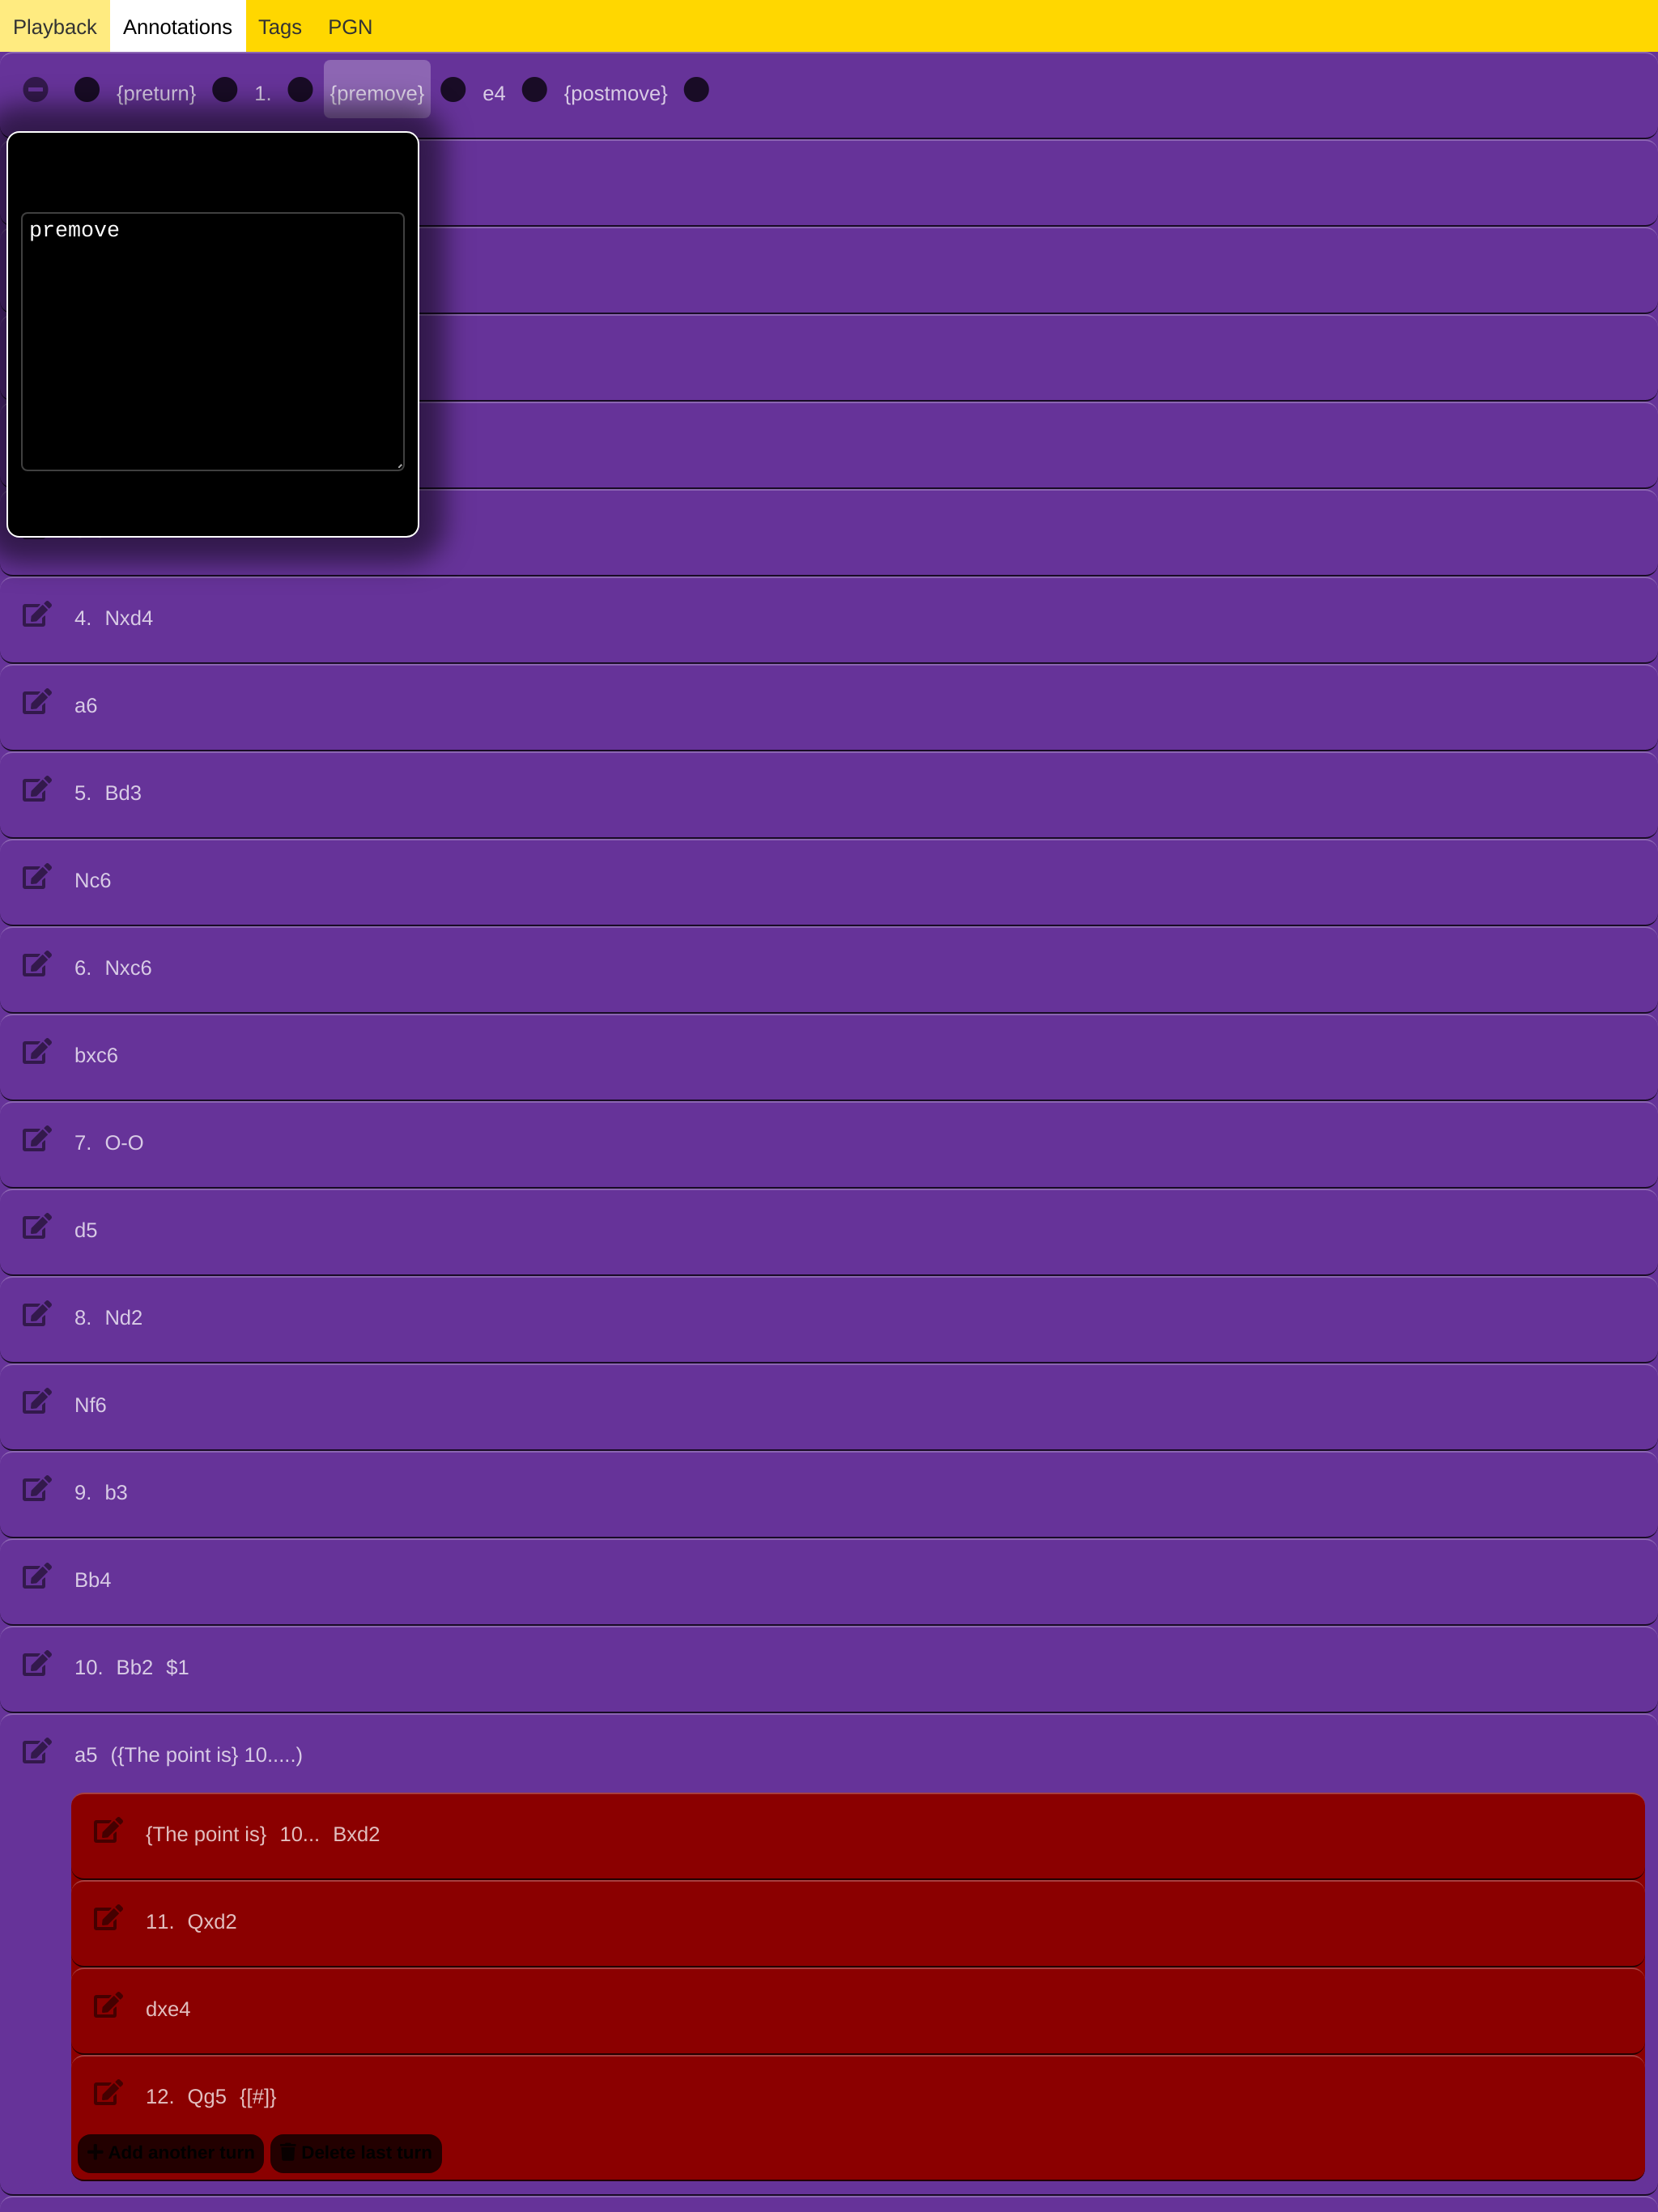 Playback Annotations Tags PGN
{preturn} 1. {premove} e4 {postmove}
premove
4. Nxd4
a6
5. Bd3
Nc6
6. Nxc6
bxc6
7. O-O
d5
8. Nd2
Nf6
9. b3
Bb4
10. Bb2 $1
a5 ({The point is} 10.....)
{The point is} 10... Bxd2
11. Qxd2
dxe4
12. Qg5 {[#]}
Add another turn Delete last turn